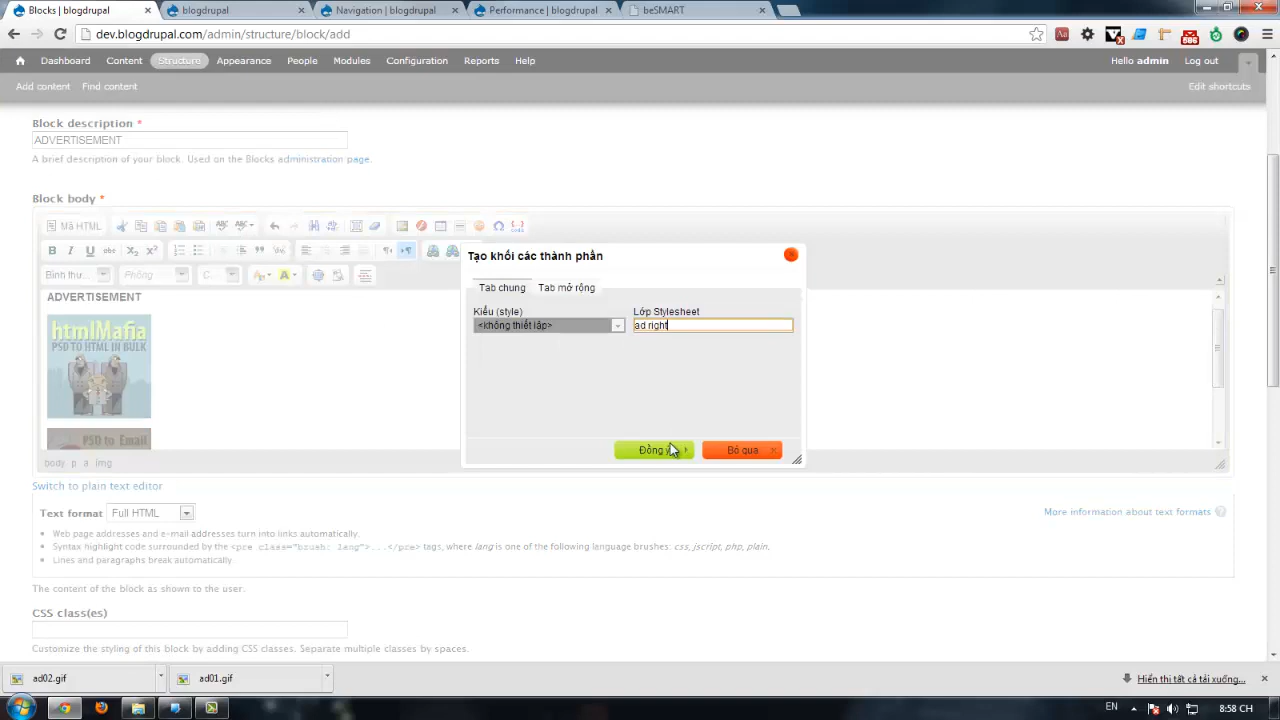 Blocks | blogdrupal
blogdrupal
Navigation | blogdrupal
Performance | blogdrupal
beSMART
dev.blogdrupal.com/admin/structure/block/add
586
Dashboard Content Structure Appearance People Modules Configuration Reports Help
Hello admin Log out
Add content Find content
Edit shortcuts
Block description *
ADVERTISEMENT
A brief description of your block. Used on the Blocks administration page.
Block body *
Mã HTML
Bình thư...
Phông
C...
ADVERTISEMENT
htmlMafia
PSD TO HTML IN BULK
PSD to Email
body p a img
Tạo khối các thành phần
Tab chung Tab mở rộng
Kiểu (style)
Lớp Stylesheet
<không thiết lập>
ad right
Đồng ý
Bỏ qua
Switch to plain text editor
Text format Full HTML
More information about text formats
Web page addresses and e-mail addresses turn into links automatically.
Syntax highlight code surrounded by the <pre class="brush: lang">...</pre> tags, where lang is one of the following language brushes: css, jscript, php, plain,
Lines and paragraphs break automatically.
The content of the block as shown to the user.
CSS class(es)
Customize the styling of this block by adding CSS classes. Separate multiple classes by spaces.
ad02.gif
ad01.gif
Hiển thị tất cả tải xuống...
EN
8:58 CH